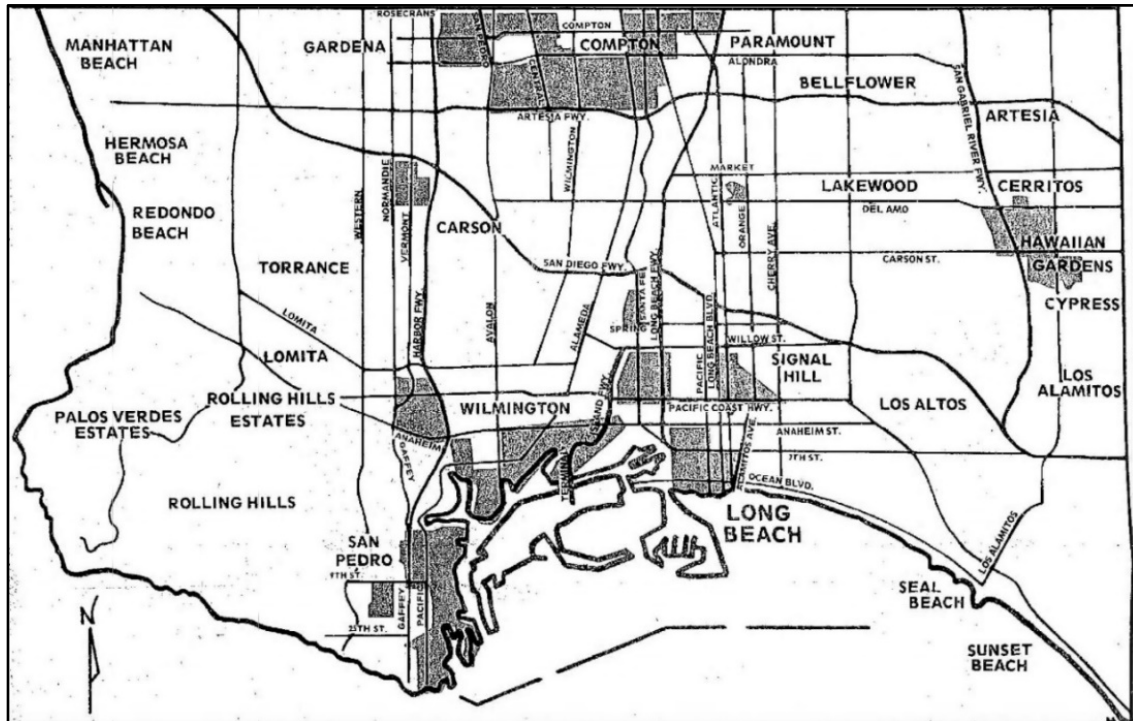 ROSECRANS
MANHATTAN
BEACH
GARDENA
SAN PEDRO
COMPTON
COMPTON
PARAMOUNT
ALONDRA
CENTRAL
BELLFLOWER
SAN GABRIEL RIVER FWY.
ARTESIA FWY.
ARTESIA
HERMOSA
BEACH
WILMINGTON
NORMANDIE
MARKET
ATLANTIC
LAKEWOOD
CERRITOS
REDONDO
BEACH
WESTERN
VERMONT
ORANGE
DEL AMO
CARSON
CHERRY AVE.
HAWAIIAN
GARDENS
TORRANCE
SAN DIEGO FWY.
SANTA FE
LONG BEACH FWY.
CARSON ST.
CYPRESS
LOMITA
HARBOR FWY.
AVALON
ALAMEDA
SPRING
PACIFIC
LONG BEACH BLVD.
WILLOW ST.
LOMITA
SIGNAL
HILL
LOS
ALAMITOS
PALOS VERDES
ESTATES
ROLLING HILLS
ESTATES
WILMINGTON
TERMINAL ISLAND FWY.
PACIFIC COAST HWY.
LOS ALTOS
ANAHEIM
GAFFEY
ANAHEIM ST.
7TH ST.
ALAMITOS AVE.
OCEAN BLVD.
ROLLING HILLS
LONG
BEACH
SAN
PEDRO
LOS ALAMITOS
9TH ST.
GAFFEY
PACIFIC
SEAL
BEACH
N
25TH ST.
SUNSET
BEACH